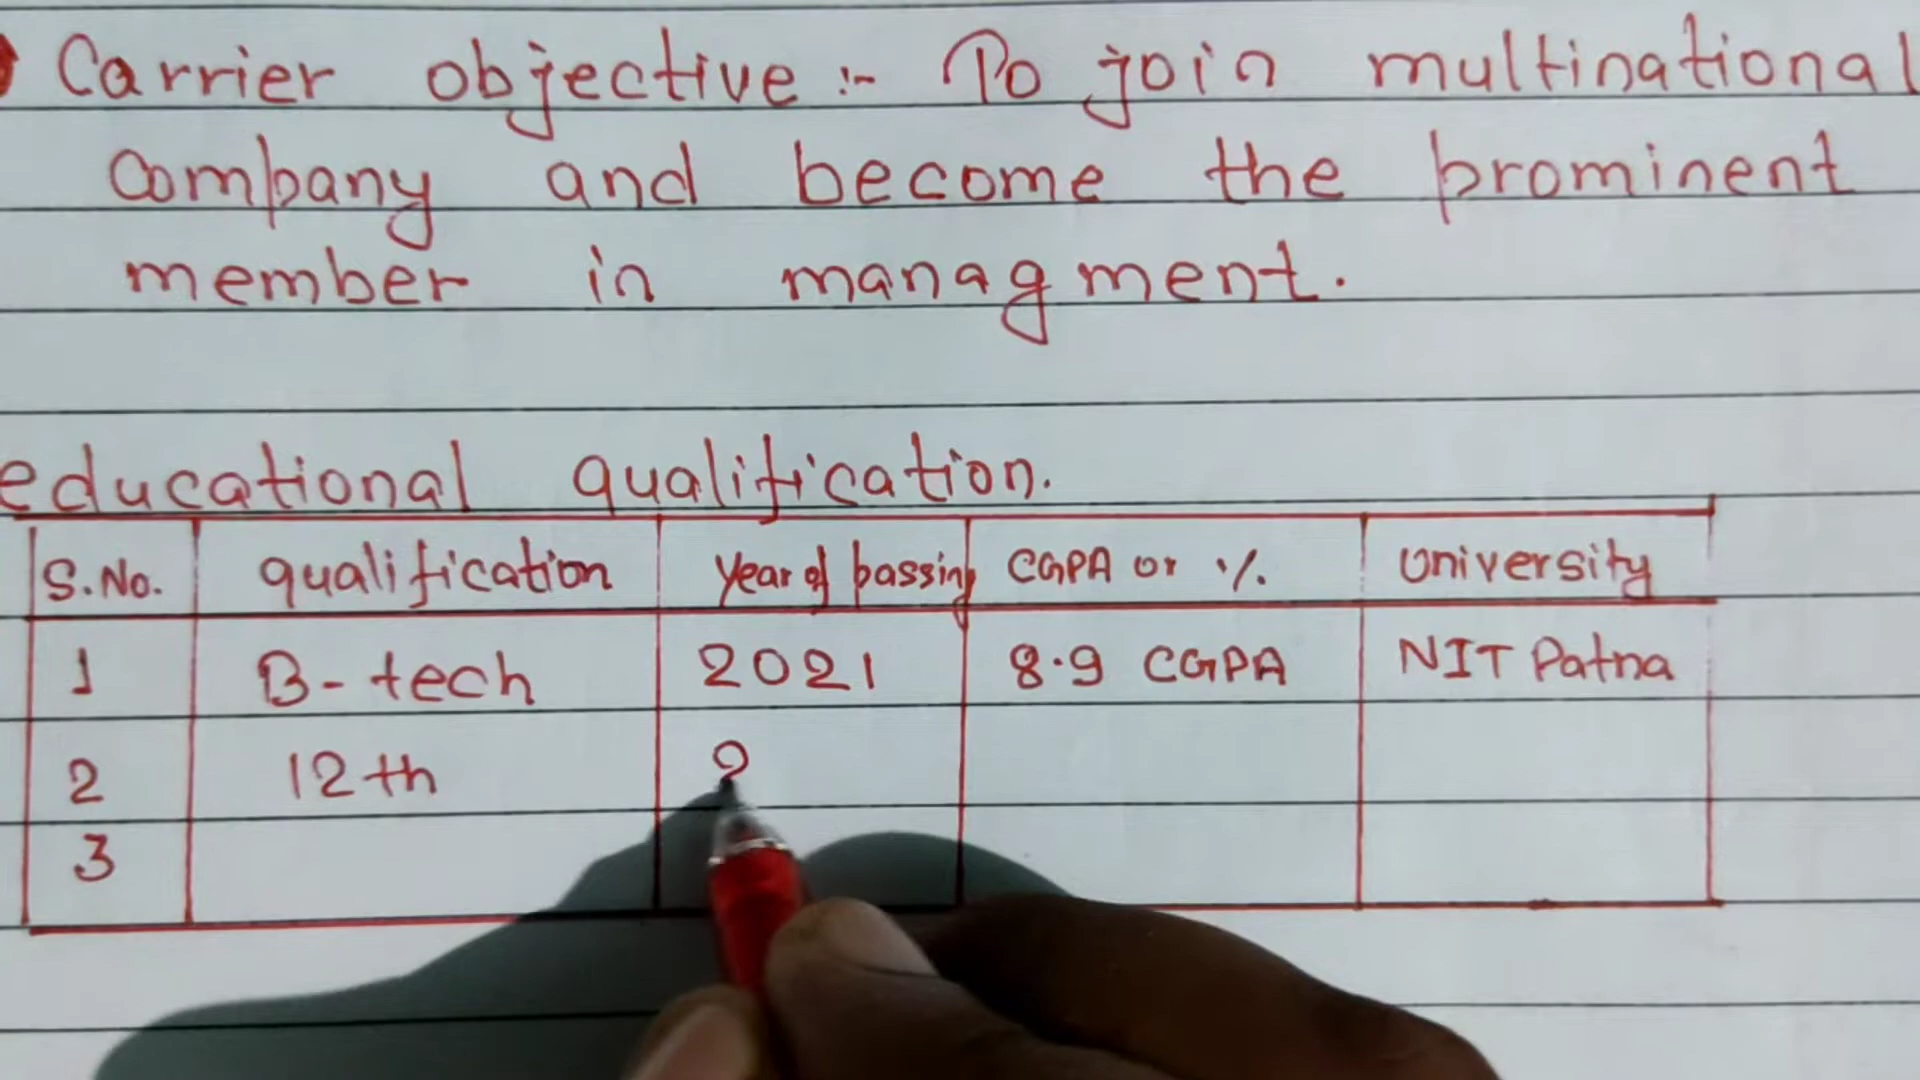 Carrier objective :- To join multinational
company and become the prominent
member in managment.
educational qualification.
S.No. qualification Year of passing CGPA or %.
University
1 B-tech 2021 8.9 CGPA NIT Patna
2 12th 2
3